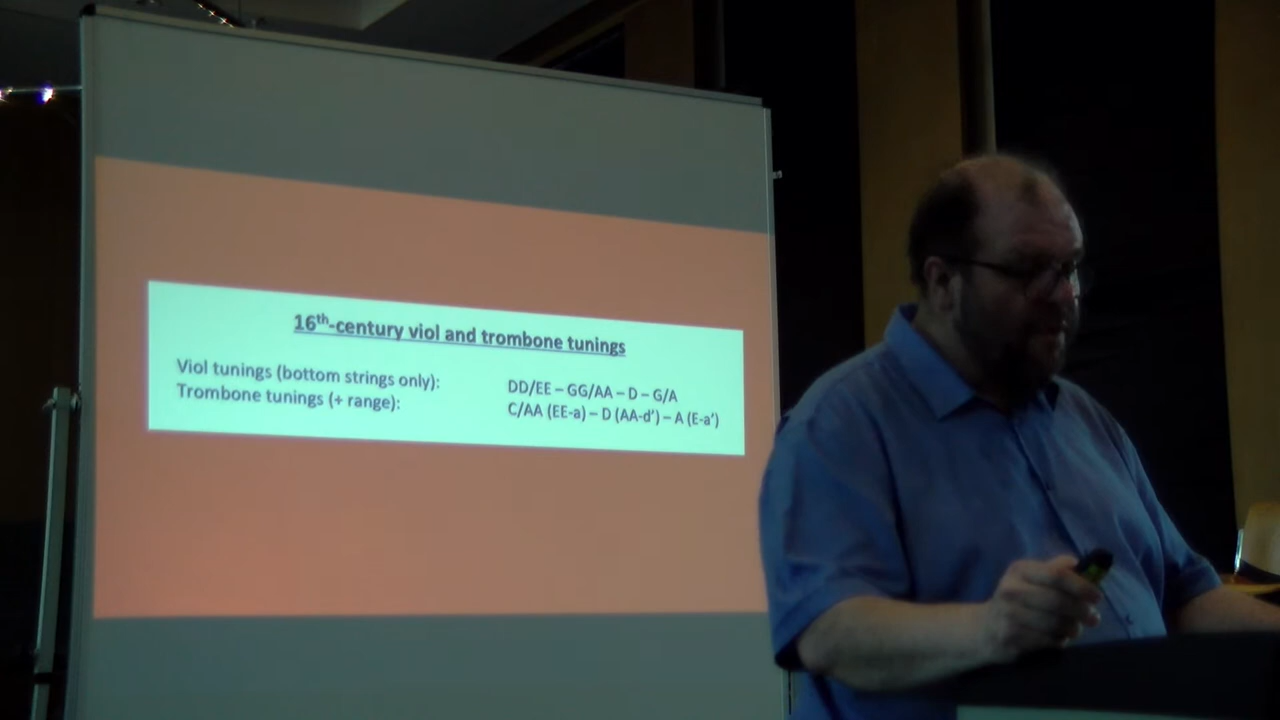 16th-century viol and trombone tunings
Viol tunings (bottom strings only): DD/EE – GG/AA – D – G/A
Trombone tunings (+ range): C/AA (EE-a) – D (AA-d') – A (E-a')